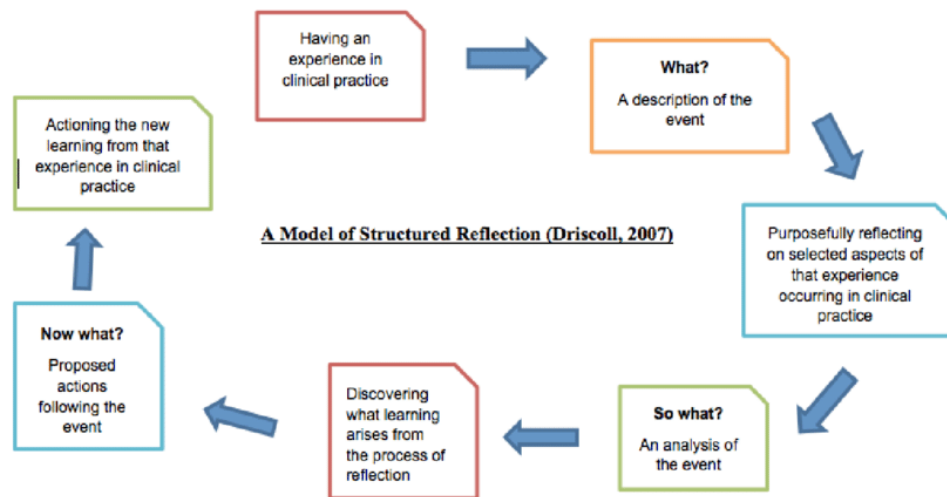 Having an
experience in
clinical practice
What?
A description of the
event
Purposefully reflecting
on selected aspects of
that experience
occurring in clinical
practice
So what?
An analysis of
the event
Discovering
what learning
arises from
the process of
reflection
Now what?
Proposed
actions
following the
event
Actioning the new
learning from that
experience in clinical
practice
A Model of Structured Reflection (Driscoll, 2007)